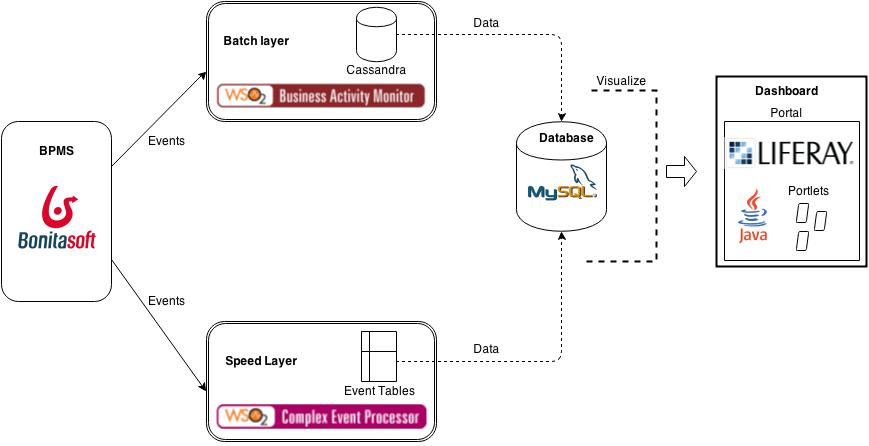 BPMS
Bonitasoft
Events
Events
Batch layer
Cassandra
WSO2 Business Activity Monitor
Speed Layer
Event Tables
WSO2 Complex Event Processor
Data
Data
Database
MySQL
Visualize
Dashboard
Portal
LIFERAY.
Portlets
Java